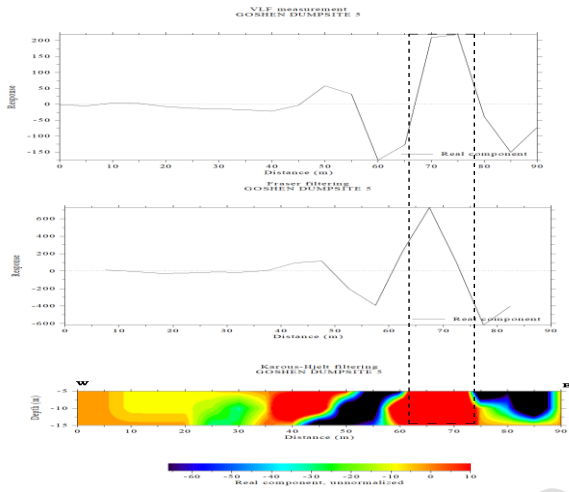 VLF measurement
GOSHEN DUMPSITE 5
200
150
100
50
0
-50
-100
-150
Response
Real component
0 10 20 30 40 50 60 70 80 90
Distance (m)
Fraser filtering
GOSHEN DUMPSITE 5
600
400
200
0
-200
-400
-600
Response
Real component
0 10 20 30 40 50 60 70 80 90
Distance (m)
Karous-Hjelt filtering
GOSHEN DUMPSITE 5
W
-5
-10
-15
Depth (m)
0 10 20 30 40 50 60 70 80 90
Distance (m)
-60 -50 -40 -30 -20 -10 0 10
Real component, unnormalized